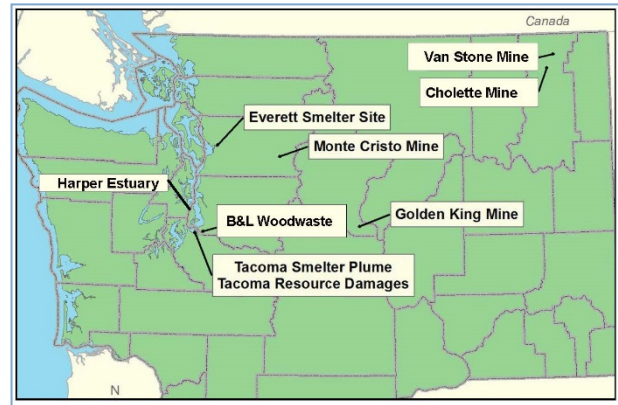 Canada
Van Stone Mine
Cholette Mine
Everett Smelter Site
Monte Cristo Mine
Harper Estuary
B&L Woodwaste
Golden King Mine
Tacoma Smelter Plume
Tacoma Resource Damages
N